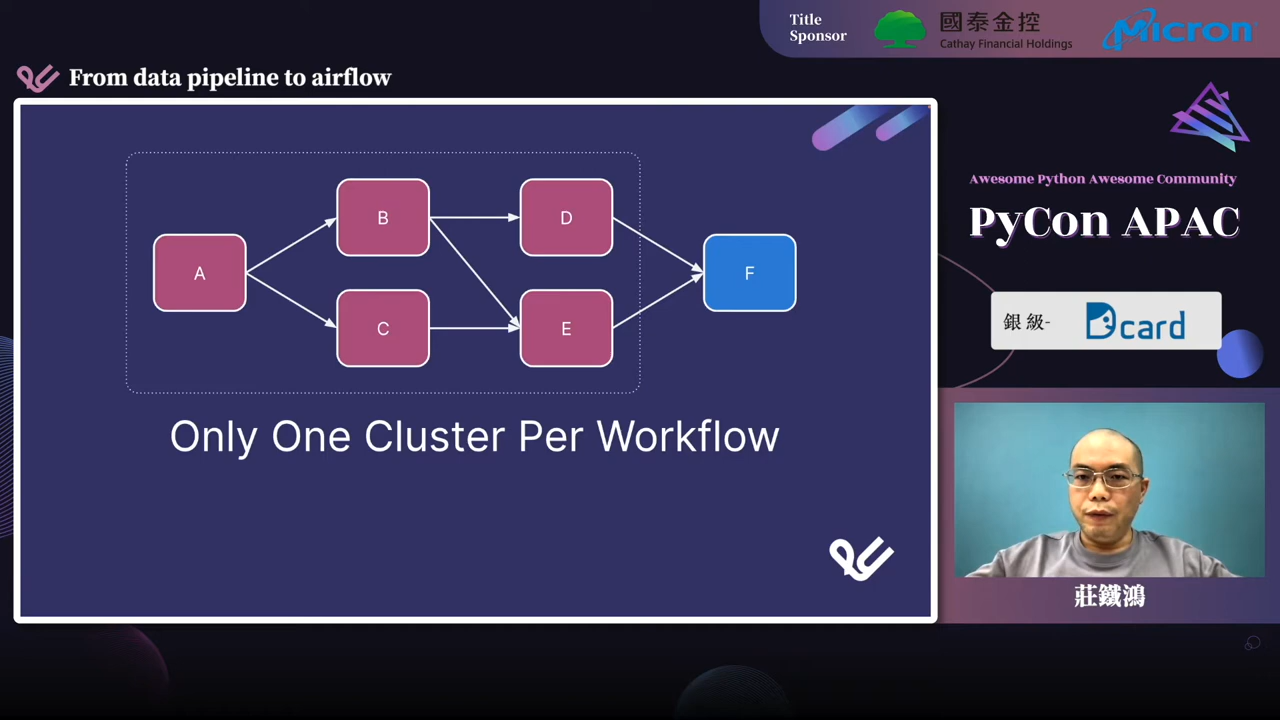 Title
Sponsor
國泰金控
Cathay Financial Holdings
Micron
From data pipeline to airflow
A
B
C
D
E
F
Only One Cluster Per Workflow
Awesome Python Awesome Community
PyCon APAC
銀級-
Dcard
莊鐵鴻